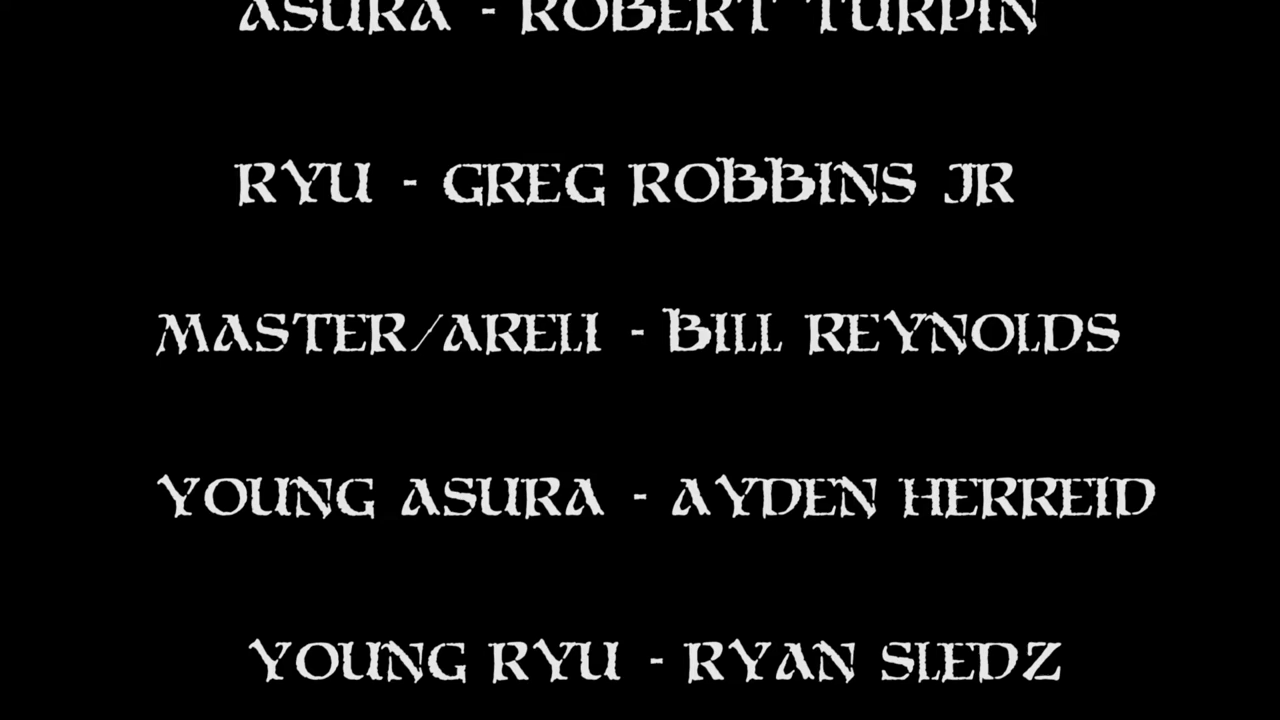 ASURA - ROBERT TURPIN
RYU - GREG ROBBINS JR
MASTER/ARELI - BILL REYNOLDS
YOUNG ASURA - AYDEN HERREID
YOUNG RYU - RYAN SLEDZ